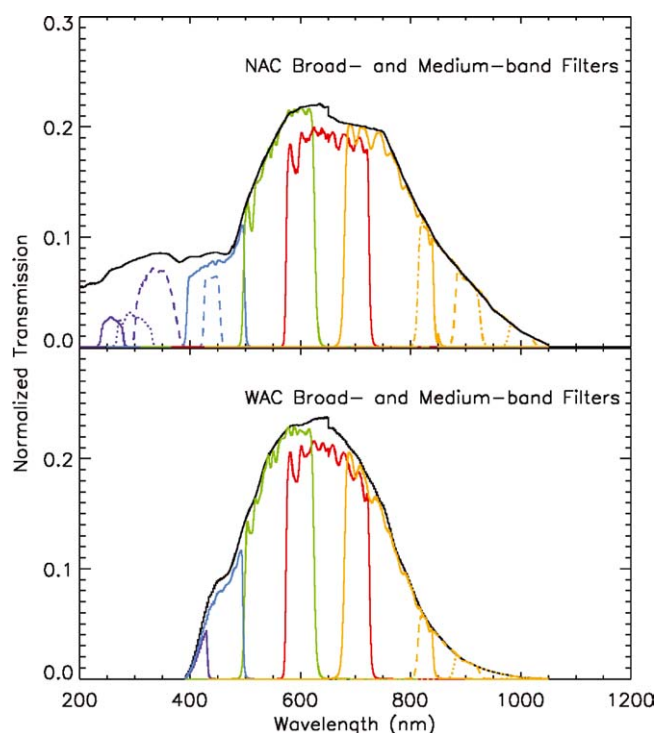 0.3
NAC Broad- and Medium-band Filters
0.2
0.1
0.0
Normalized Transmission
WAC Broad- and Medium-band Filters
0.2
0.1
0.0
200 400 600 800 1000 1200
Wavelength (nm)